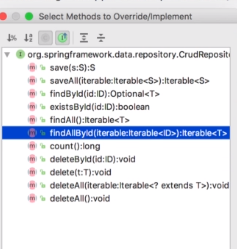 Select Methods to Override/Implement
org.springframework.data.repository.CrudReposito
save(s:S):S
saveAll(iterable:Iterable<S>):Iterable<S>
findById(id:ID):Optional<T>
existsById(id:ID):boolean
findAll():Iterable<T>
findAllById(iterable:Iterable<ID>):Iterable<T>
count():long
deleteById(id:ID):void
delete(t:T):void
deleteAll(iterable:Iterable<? extends T>):void
deleteAll():void